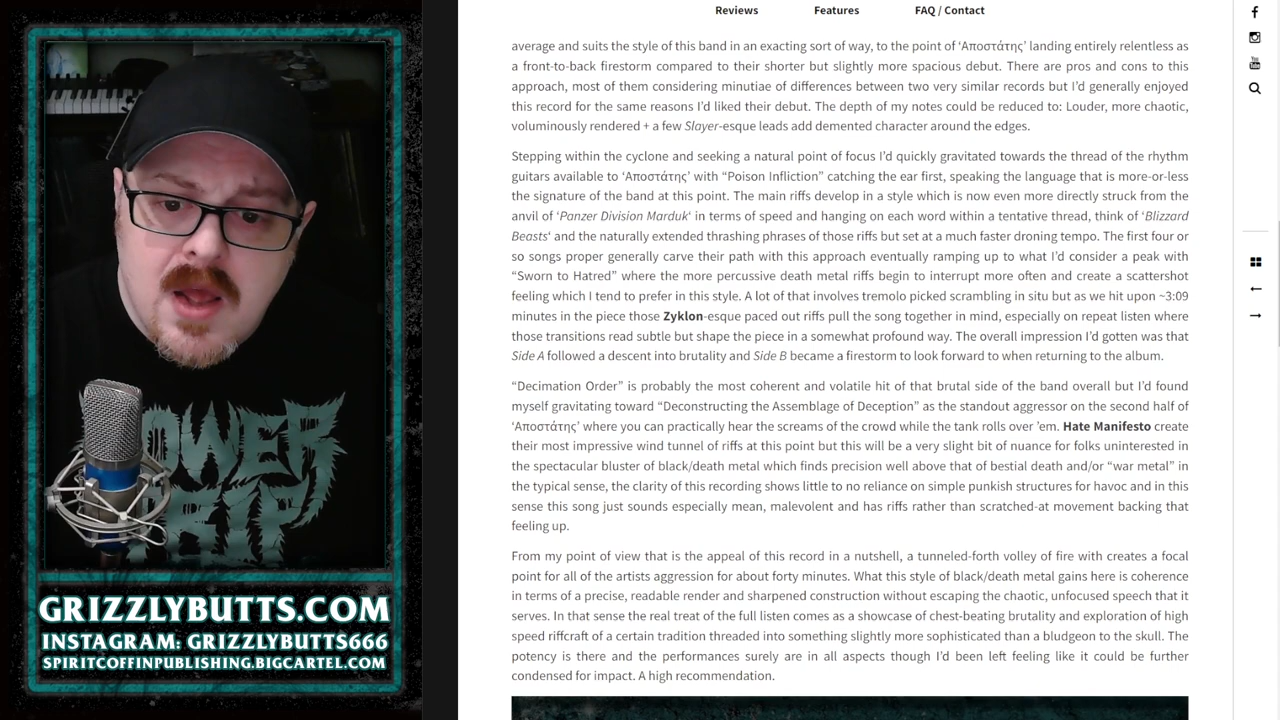 Reviews Features FAQ / Contact
average and suits the style of this band in an exacting sort of way, to the point of ‘Αποστάτης’ landing entirely relentless as
a front-to-back firestorm compared to their shorter but slightly more spacious debut. There are pros and cons to this
approach, most of them considering minutiae of differences between two very similar records but I’d generally enjoyed
this record for the same reasons I’d liked their debut. The depth of my notes could be reduced to: Louder, more chaotic,
voluminously rendered + a few Slayer-esque leads add demented character around the edges.
Stepping within the cyclone and seeking a natural point of focus I’d quickly gravitated towards the thread of the rhythm
guitars available to ‘Αποστάτης’ with “Poison Infliction” catching the ear first, speaking the language that is more-or-less
the signature of the band at this point. The main riffs develop in a style which is now even more directly struck from the
anvil of ‘Panzer Division Marduk‘ in terms of speed and hanging on each word within a tentative thread, think of ‘Blizzard
Beasts‘ and the naturally extended thrashing phrases of those riffs but set at a much faster droning tempo. The first four or
so songs proper generally carve their path with this approach eventually ramping up to what I’d consider a peak with
“Sworn to Hatred” where the more percussive death metal riffs begin to interrupt more often and create a scattershot
feeling which I tend to prefer in this style. A lot of that involves tremolo picked scrambling in situ but as we hit upon ~3:09
minutes in the piece those Zyklon-esque paced out riffs pull the song together in mind, especially on repeat listen where
those transitions read subtle but shape the piece in a somewhat profound way. The overall impression I’d gotten was that
Side A followed a descent into brutality and Side B became a firestorm to look forward to when returning to the album.
“Decimation Order” is probably the most coherent and volatile hit of that brutal side of the band overall but I’d found
myself gravitating toward “Deconstructing the Assemblage of Deception” as the standout aggressor on the second half of
‘Αποστάτης’ where you can practically hear the screams of the crowd while the tank rolls over ’em. Hate Manifesto create
their most impressive wind tunnel of riffs at this point but this will be a very slight bit of nuance for folks uninterested in
the spectacular bluster of black/death metal which finds precision well above that of bestial death and/or “war metal” in
the typical sense, the clarity of this recording shows little to no reliance on simple punkish structures for havoc and in this
sense this song just sounds especially mean, malevolent and has riffs rather than scratched-at movement backing that
feeling up.
From my point of view that is the appeal of this record in a nutshell, a tunneled-forth volley of fire with creates a focal
point for all of the artists aggression for about forty minutes. What this style of black/death metal gains here is coherence
in terms of a precise, readable render and sharpened construction without escaping the chaotic, unfocused speech that it
serves. In that sense the real treat of the full listen comes as a showcase of chest-beating brutality and exploration of high
speed riffcraft of a certain tradition threaded into something slightly more sophisticated than a bludgeon to the skull. The
potency is there and the performances surely are in all aspects though I’d been left feeling like it could be further
condensed for impact. A high recommendation.
POWER
TRIP
GRIZZLYBUTTS.COM
INSTAGRAM: GRIZZLYBUTTS666
SPIRITCOFFINPUBLISHING.BIGCARTEL.COM